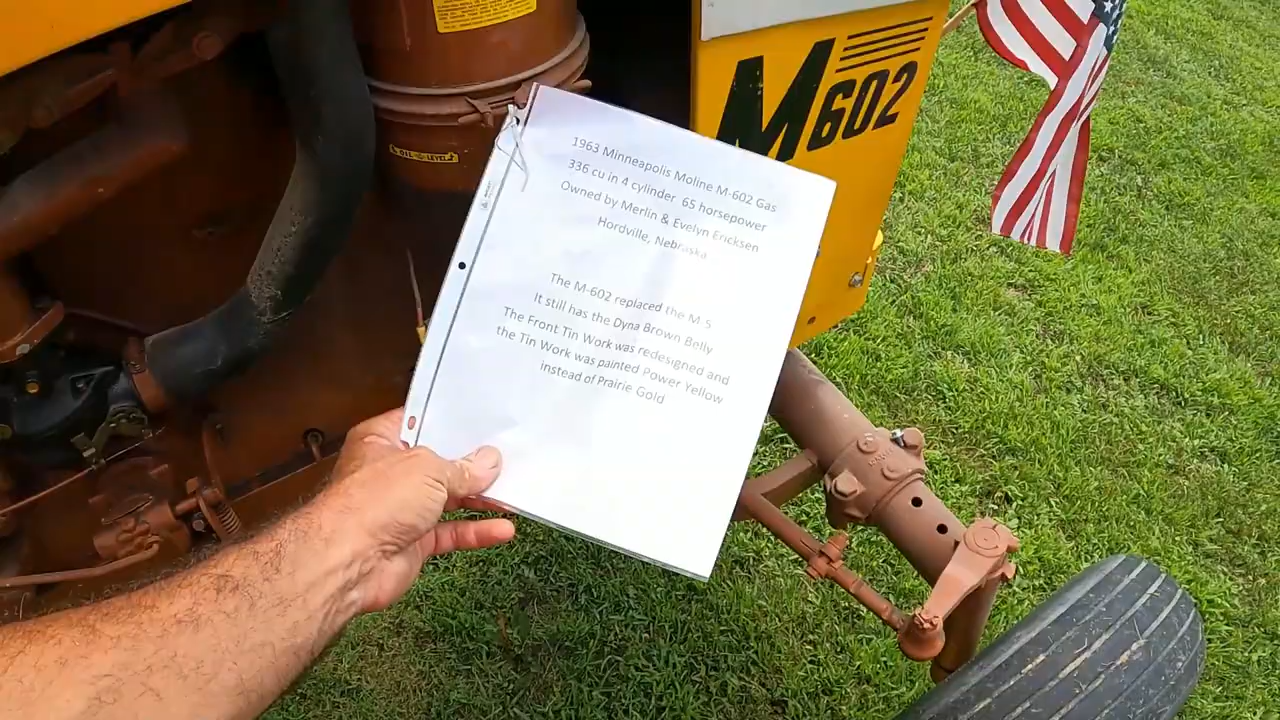 M602
OIL LEVEL
1963 Minneapolis Moline M-602 Gas
336 cu in 4 cylinder 65 horsepower
Owned by Merlin & Evelyn Ericksen
Hordville, Nebraska
The M-602 replaced the M-5
It still has the Dyna Brown Belly
The Front Tin Work was redesigned and
the Tin Work was painted Power Yellow
instead of Prairie Gold